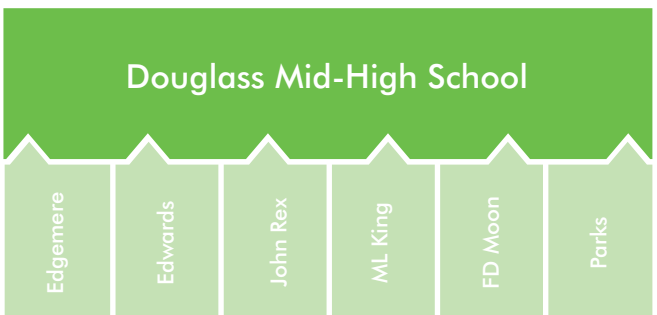 Douglass Mid-High School
Edgemere
Edwards
John Rex
ML King
FD Moon
Parks